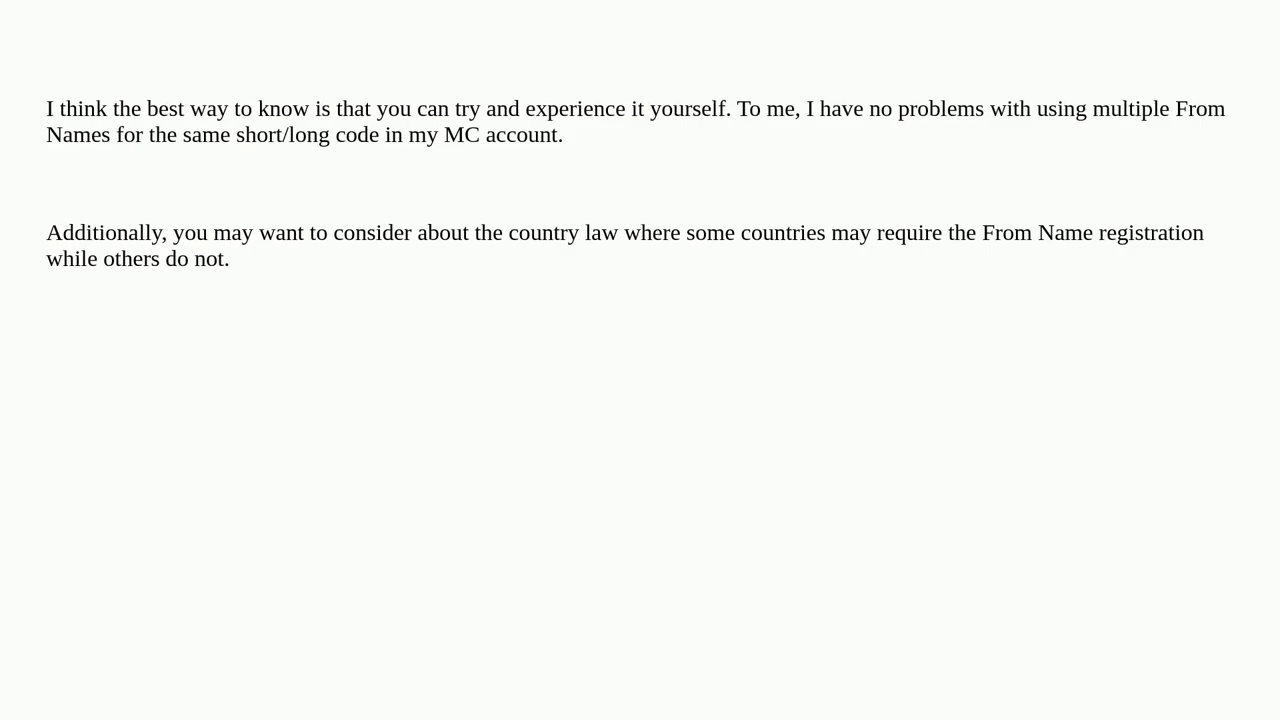 I think the best way to know is that you can try and experience it yourself. To me, I have no problems with using multiple From
Names for the same short/long code in my MC account.
Additionally, you may want to consider about the country law where some countries may require the From Name registration
while others do not.